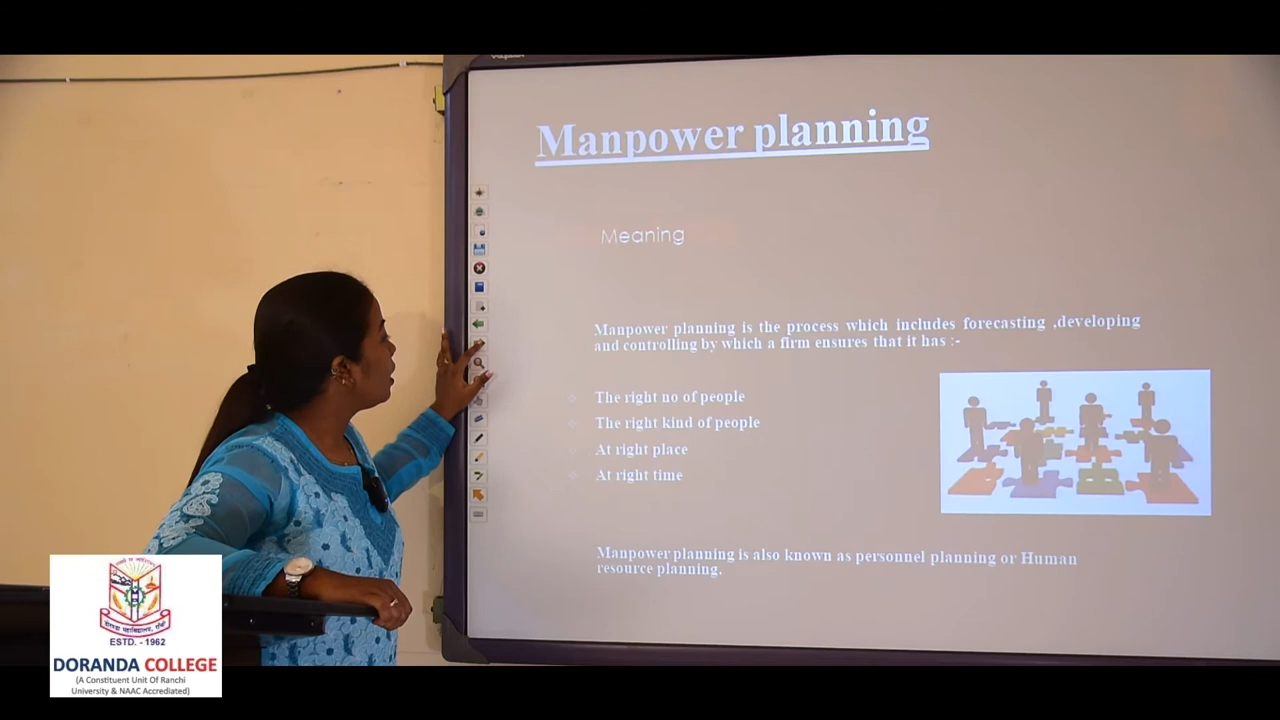 Manpower planning
Meaning
Manpower planning is the process which includes forecasting ,developing
and controlling by which a firm ensures that it has :-
The right no of people
The right kind of people
At right place
At right time
Manpower planning is also known as personnel planning or Human
resource planning.
ESTD. - 1962
DORANDA COLLEGE
(A Constituent Unit Of Ranchi
University & NAAC Accredited)